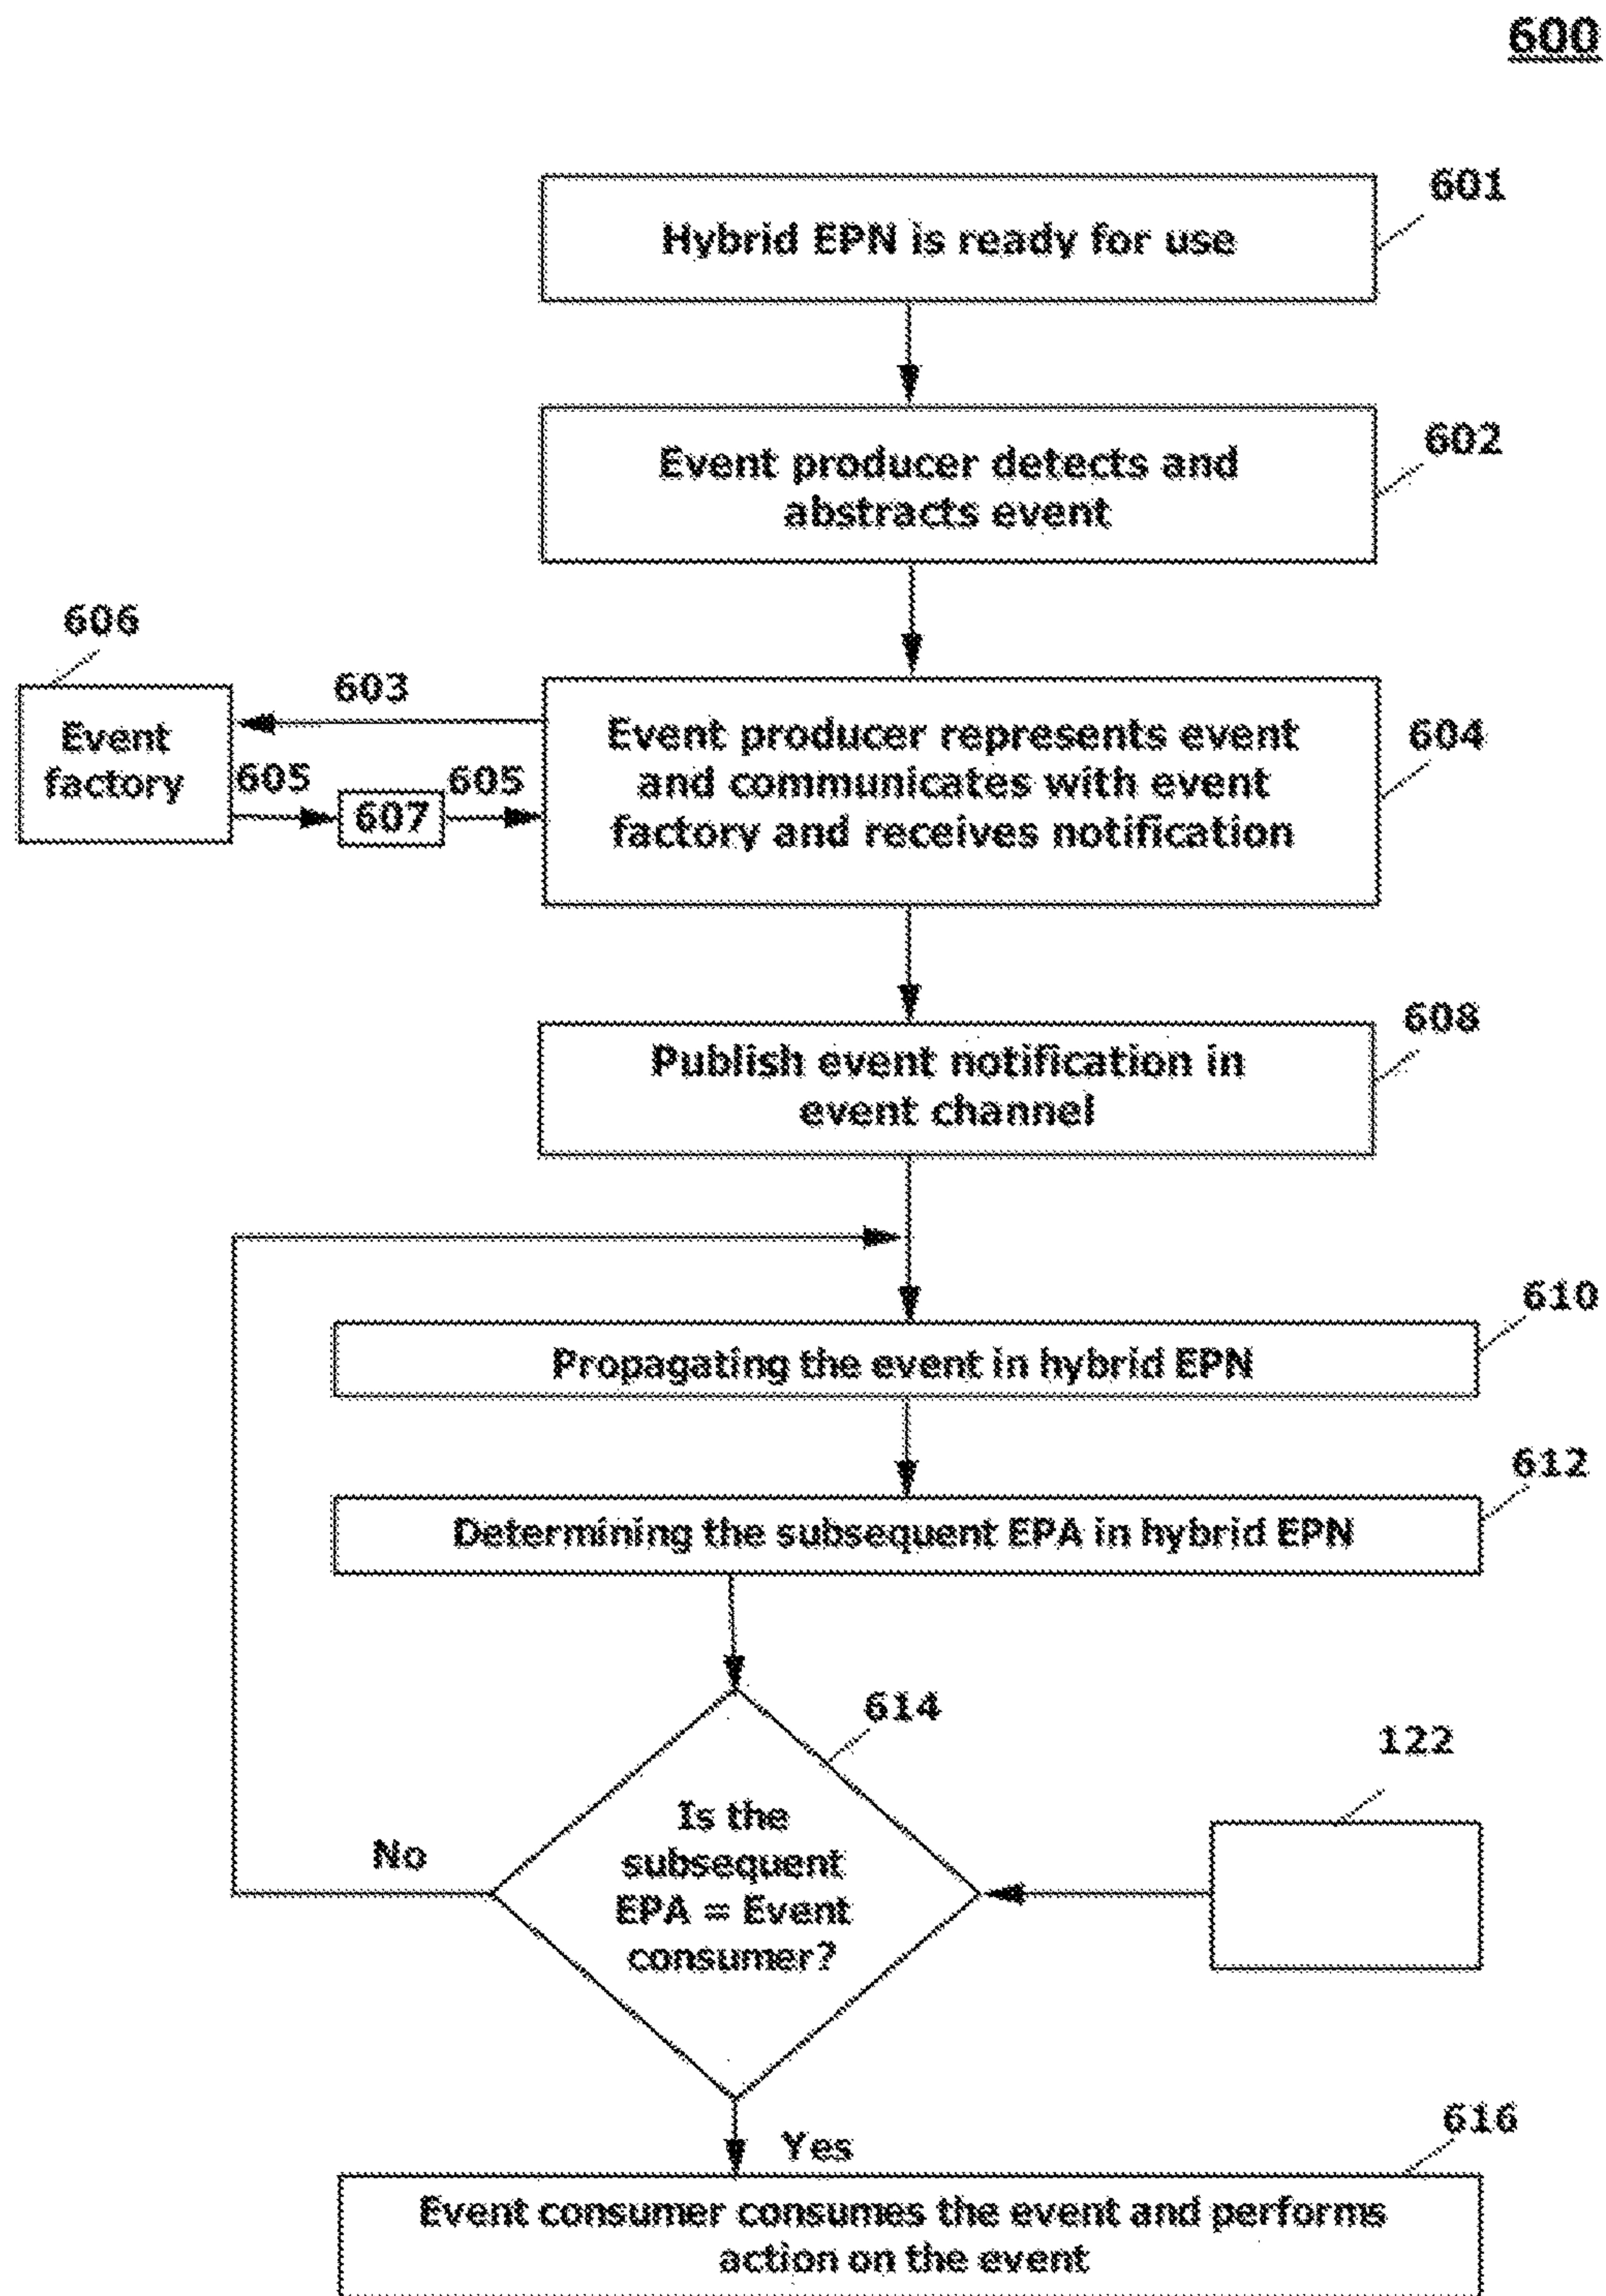 600
601
Hybrid EPN is ready for use
602
Event producer detects and
abstracts event
606
603
Event
factory
605
607
605
604
Event producer represents event
and communicates with event
factory and receives notification
608
Publish event notification in
event channel
610
Propagating the event in hybrid EPN
612
Determining the subsequent EPA in hybrid EPN
614
122
Is the
subsequent
EPA = Event
consumer?
No
Yes
616
Event consumer consumes the event and performs
action on the event